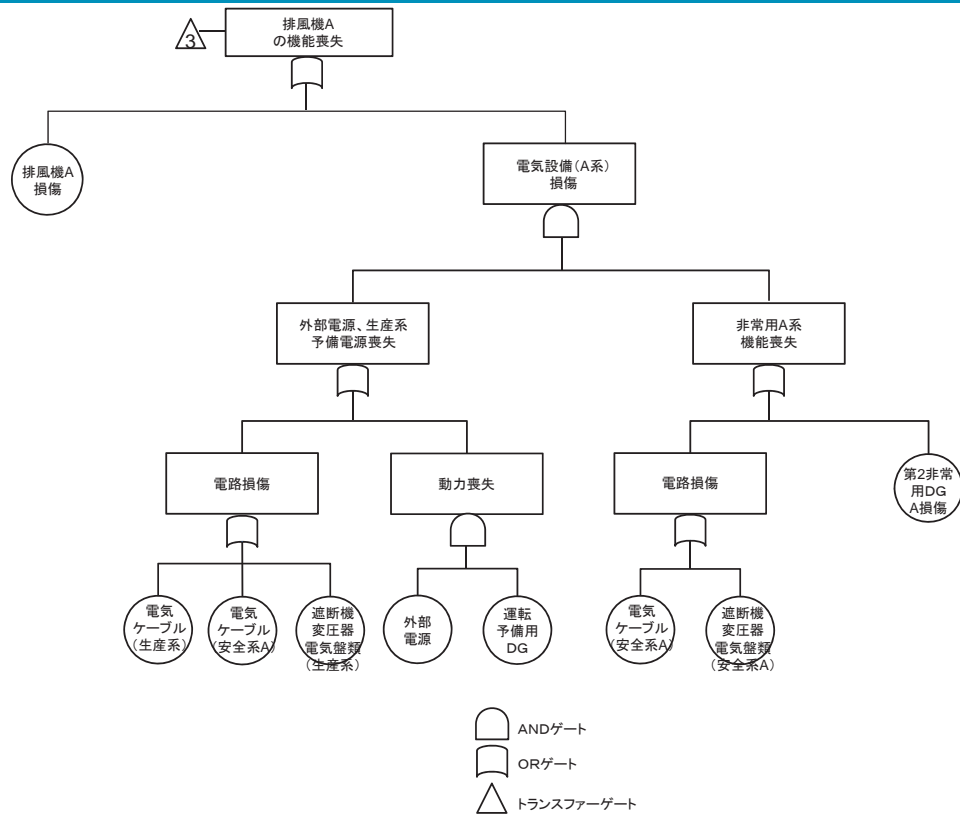 排風機A
の機能喪失
3
排風機A
損傷
電気設備(A系)
損傷
外部電源、生産系
予備電源喪失
非常用A系
機能喪失
電路損傷
動力喪失
電路損傷
第2非常
用DG
A損傷
電気
ケーブル
(生産系)
電気
ケーブル
(安全系A)
遮断機
変圧器
電気盤類
(生産系)
外部
電源
運転
予備用
DG
電気
ケーブル
(安全系A)
遮断機
変圧器
電気盤類
(安全系A)
ANDゲート
ORゲート
トランスファーゲート